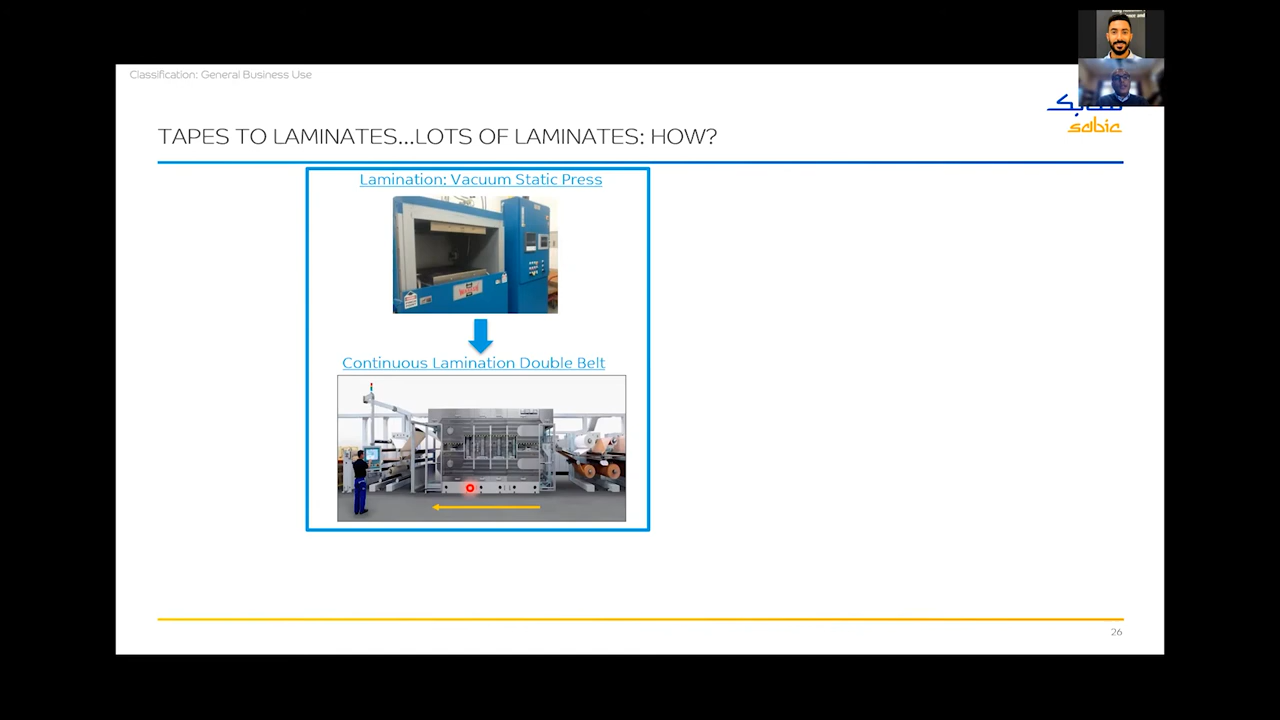 Classification: General Business Use
سابك
sabic
TAPES TO LAMINATES...LOTS OF LAMINATES: HOW?
Lamination: Vacuum Static Press
Continuous Lamination Double Belt
26